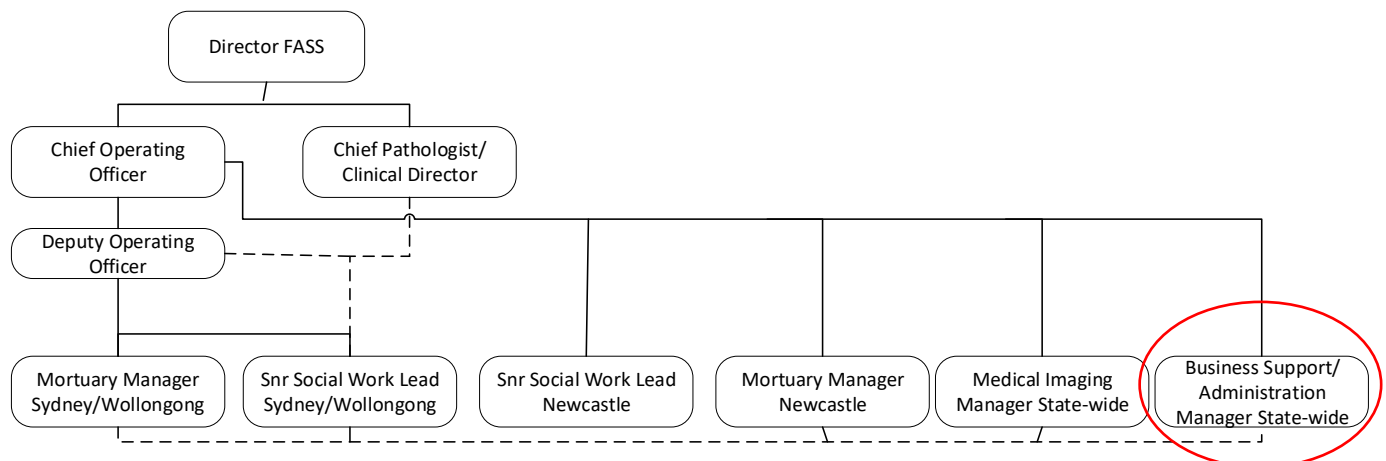 Director FASS
Chief Operating
Officer
Chief Pathologist/
Clinical Director
Deputy Operating
Officer
Mortuary Manager
Sydney/Wollongong
Snr Social Work Lead
Sydney/Wollongong
Snr Social Work Lead
Newcastle
Mortuary Manager
Newcastle
Medical Imaging
Manager State-wide
Business Support/
Administration
Manager State-wide